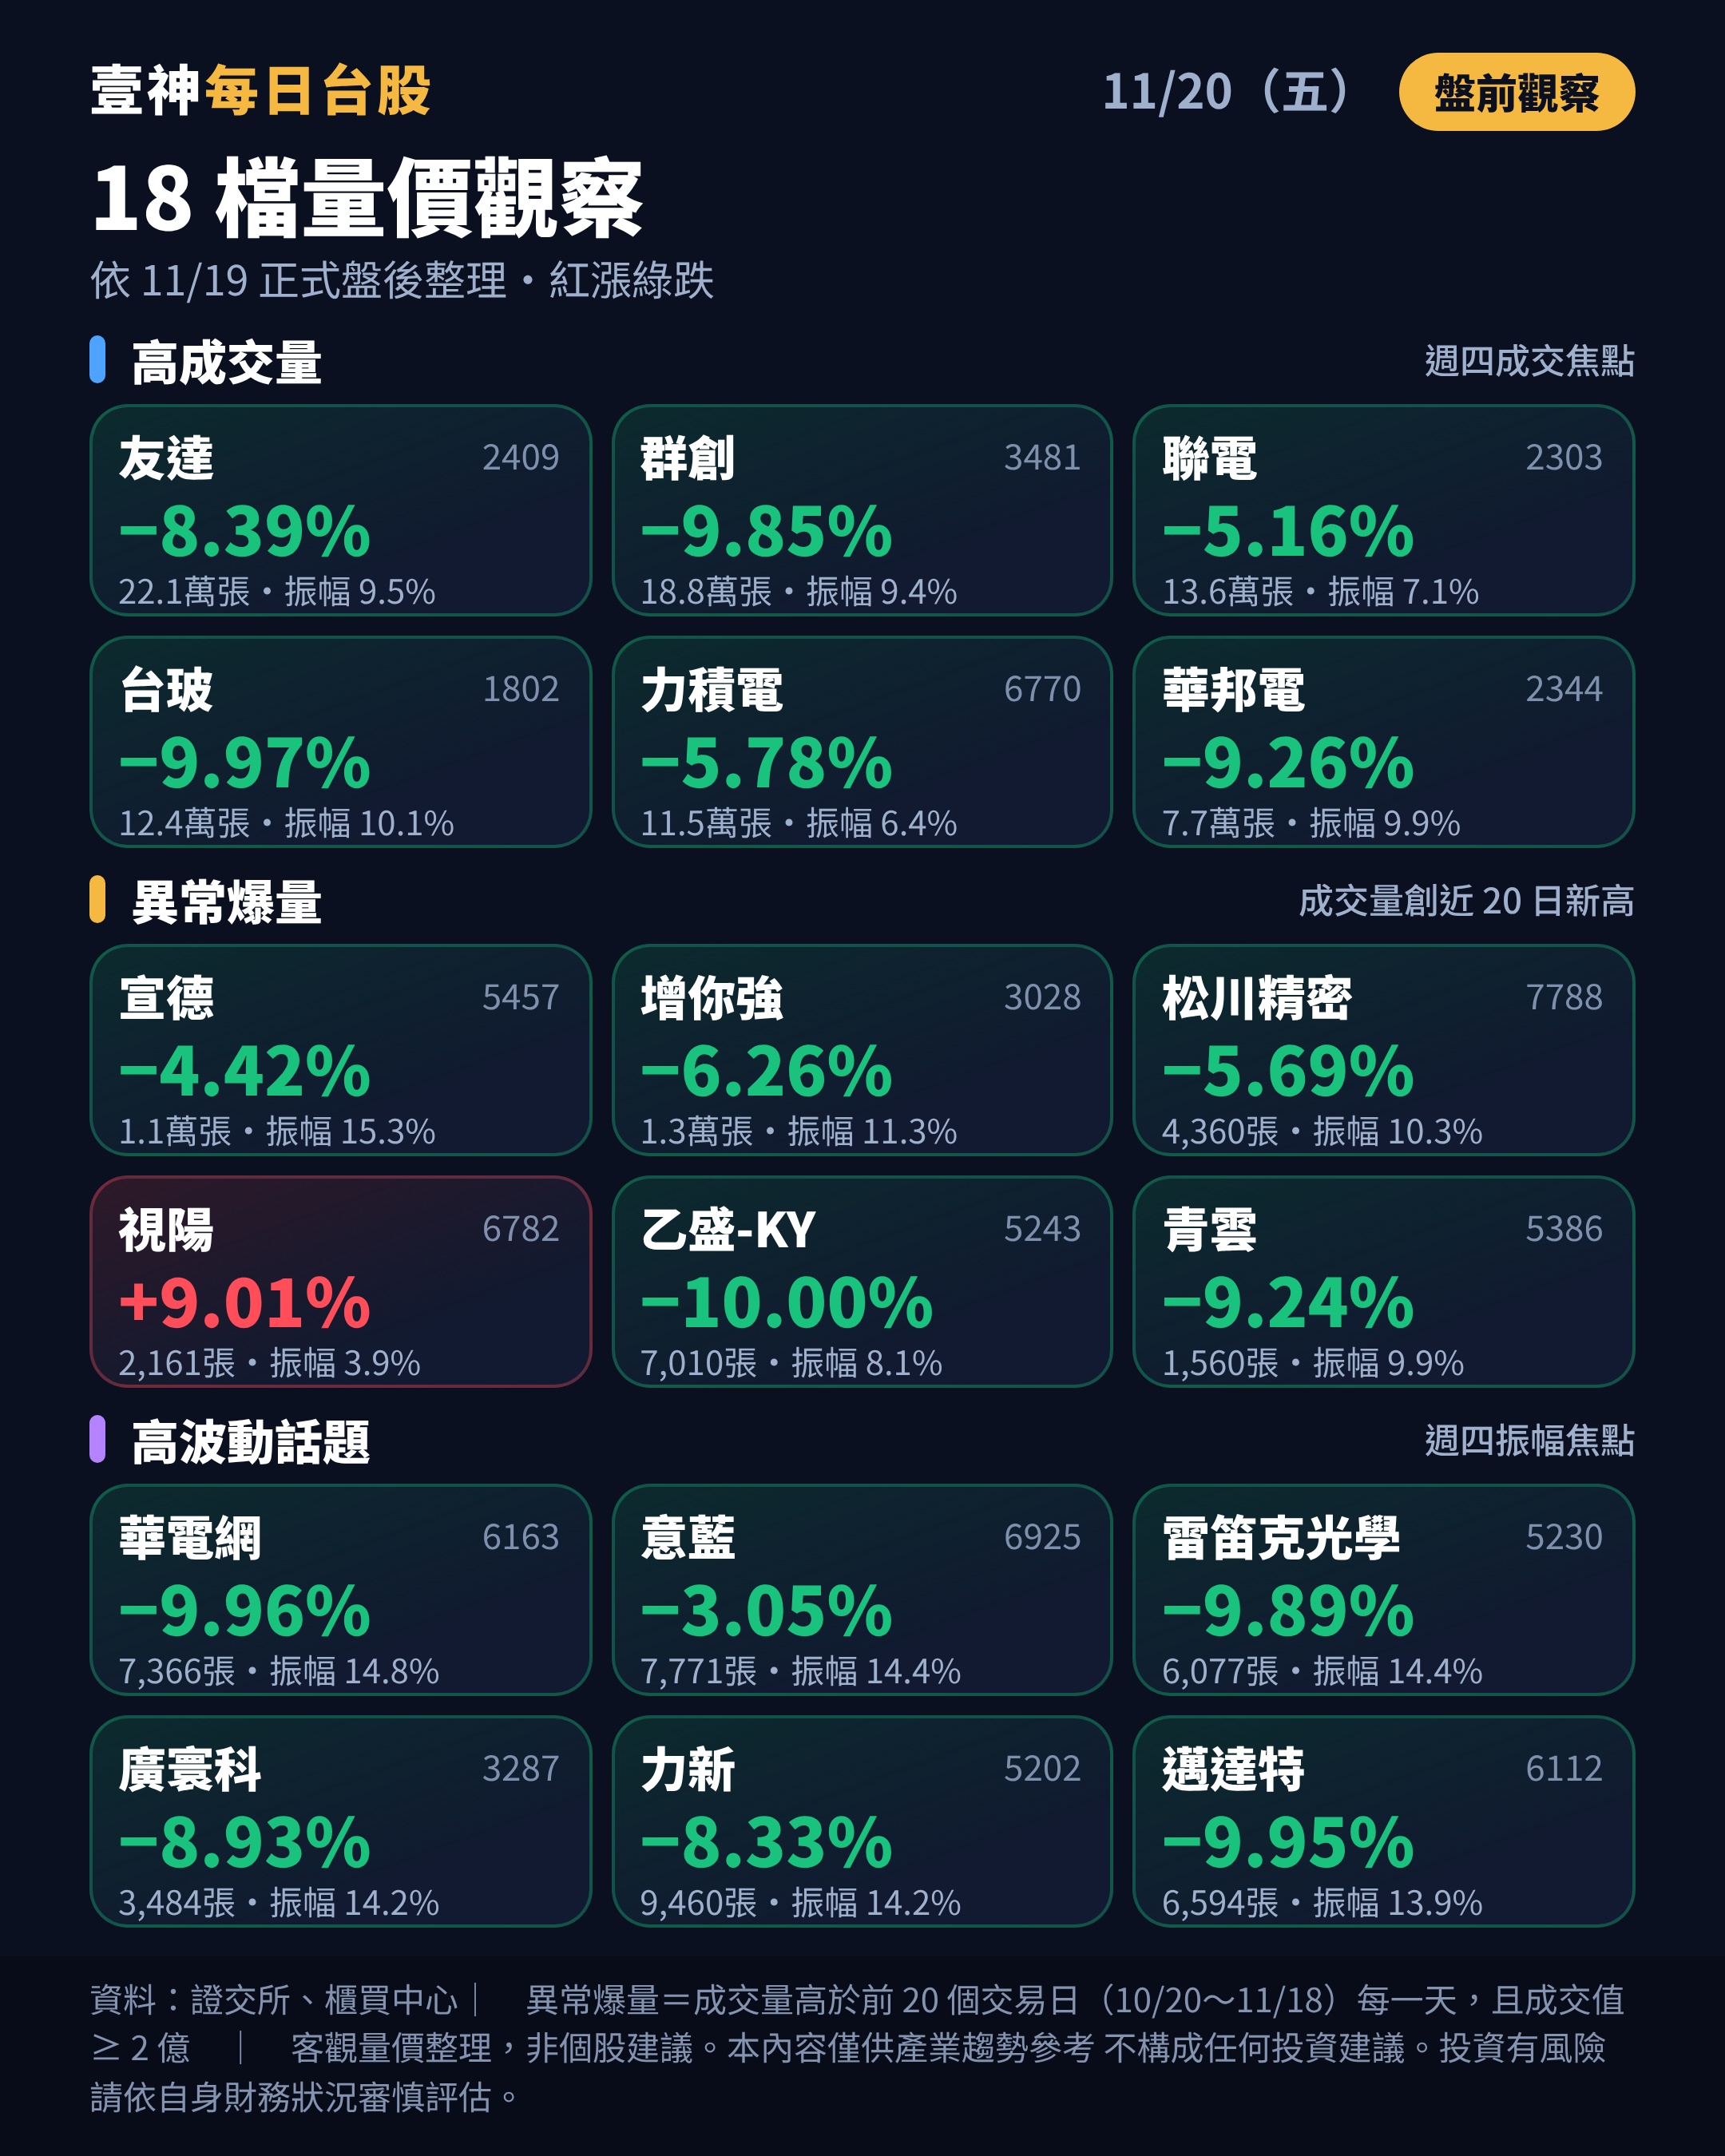 壹神每日台股 11/20（五） 盤前觀察
18 檔量價觀察
依 11/19 正式盤後整理・紅漲綠跌
高成交量 週四成交焦點
友達 2409 群創 3481 聯電 2303
−8.39% −9.85% −5.16%
22.1萬張・振幅 9.5% 18.8萬張・振幅 9.4% 13.6萬張・振幅 7.1%
台玻 1802 力積電 6770 華邦電 2344
−9.97% −5.78% −9.26%
12.4萬張・振幅 10.1% 11.5萬張・振幅 6.4% 7.7萬張・振幅 9.9%
異常爆量 成交量創近 20 日新高
宣德 5457 增你強 3028 松川精密 7788
−4.42% −6.26% −5.69%
1.1萬張・振幅 15.3% 1.3萬張・振幅 11.3% 4,360張・振幅 10.3%
視陽 6782 乙盛-KY 5243 青雲 5386
+9.01% −10.00% −9.24%
2,161張・振幅 3.9% 7,010張・振幅 8.1% 1,560張・振幅 9.9%
高波動話題 週四振幅焦點
華電網 6163 意藍 6925 雷笛克光學 5230
−9.96% −3.05% −9.89%
7,366張・振幅 14.8% 7,771張・振幅 14.4% 6,077張・振幅 14.4%
廣寰科 3287 力新 5202 邁達特 6112
−8.93% −8.33% −9.95%
3,484張・振幅 14.2% 9,460張・振幅 14.2% 6,594張・振幅 13.9%
資料：證交所、櫃買中心｜　異常爆量＝成交量高於前 20 個交易日（10/20～11/18）每一天，且成交值
≥ 2 億　｜　客觀量價整理，非個股建議。本內容僅供產業趨勢參考 不構成任何投資建議。投資有風險
請依自身財務狀況審慎評估。